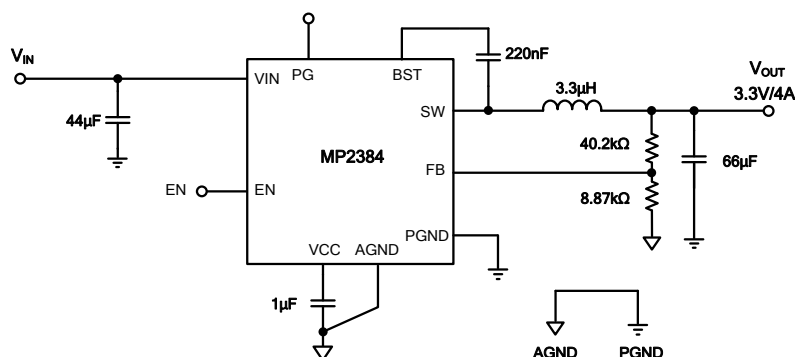 PG
BST
220nF
VIN
VIN
3.3µH
VOUT
3.3V/4A
SW
44µF
40.2kΩ
MP2384
66µF
FB
EN
EN
8.87kΩ
PGND
VCC
AGND
1µF
AGND
PGND